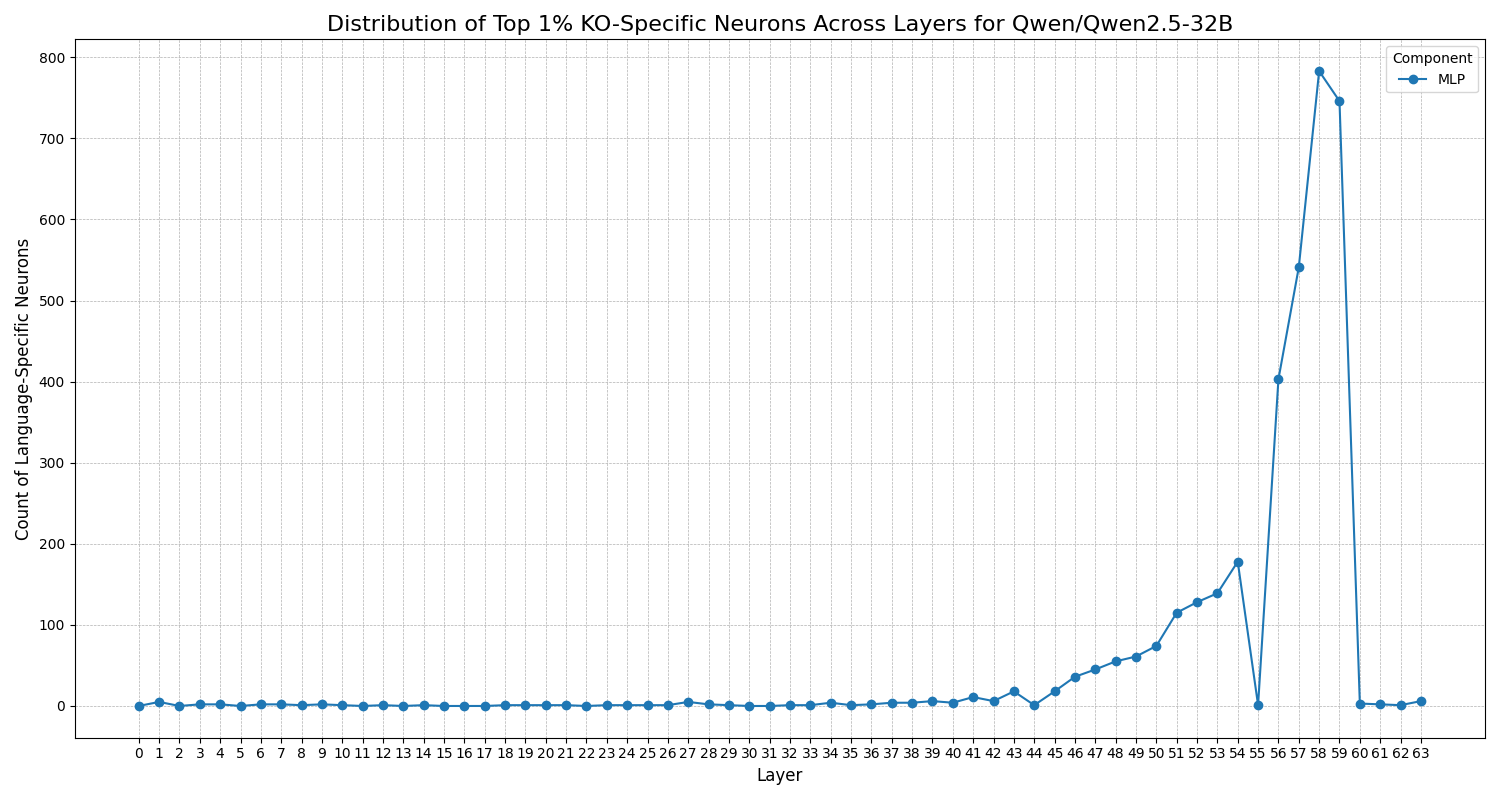 Distribution of Top 1% KO-Specific Neurons Across Layers for Qwen/Qwen2.5-32B
Component
MLP
Count of Language-Specific Neurons
800
700
600
500
400
300
200
100
0
0 1 2 3 4 5 6 7 8 9 10 11 12 13 14 15 16 17 18 19 20 21 22 23 24 25 26 27 28 29 30 31 32 33 34 35 36 37 38 39 40 41 42 43 44 45 46 47 48 49 50 51 52 53 54 55 56 57 58 59 60 61 62 63
Layer